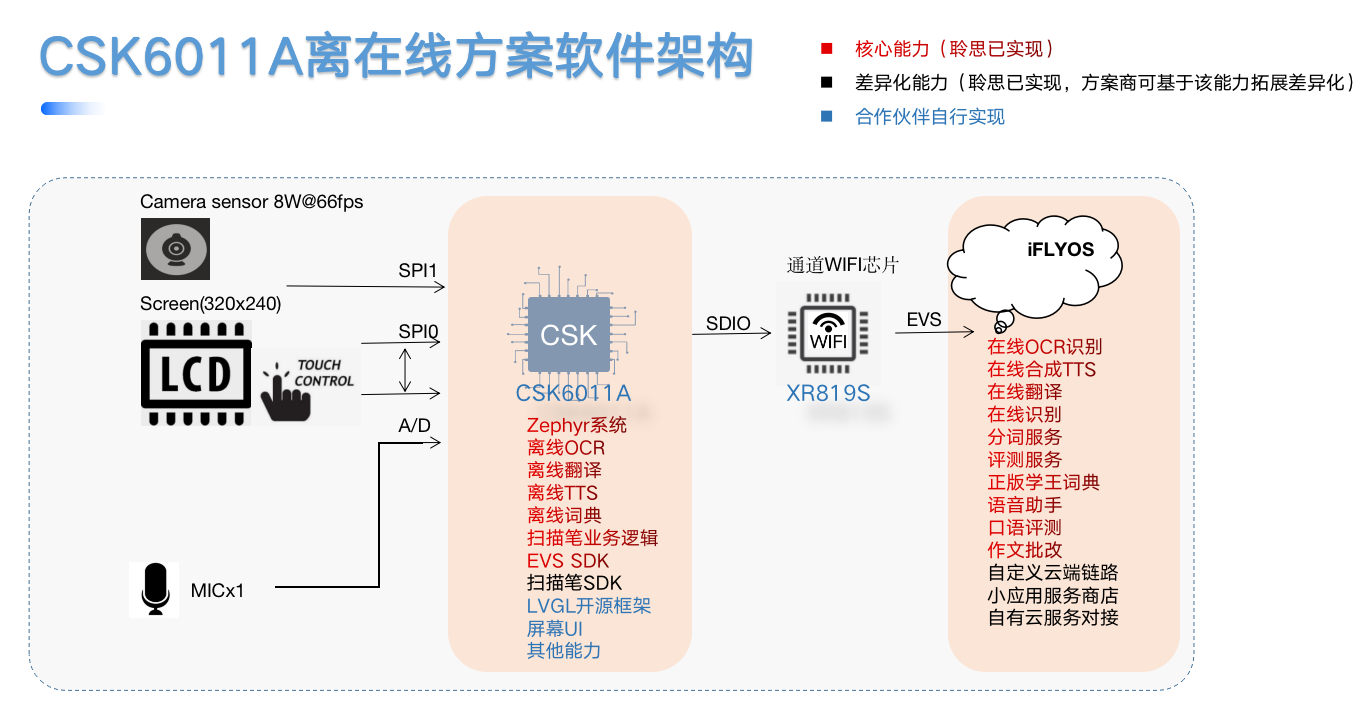 CSK6011A离在线方案软件架构
核心能力（聆思已实现）
差异化能力（聆思已实现，方案商可基于该能力拓展差异化）
合作伙伴自行实现
Camera sensor 8W@66fps
SPI1
Screen(320x240)
SPI0
LCD
TOUCH
CONTROL
A/D
MICx1
CSK
CSK6011A
Zephyr系统
离线OCR
离线翻译
离线TTS
离线词典
扫描笔业务逻辑
EVS SDK
扫描笔SDK
LVGL开源框架
屏幕UI
其他能力
SDIO
通道WIFI芯片
WIFI
XR819S
EVS
iFLYOS
在线OCR识别
在线合成TTS
在线翻译
在线识别
分词服务
评测服务
正版学王词典
语音助手
口语评测
作文批改
自定义云端链路
小应用服务商店
自有云服务对接